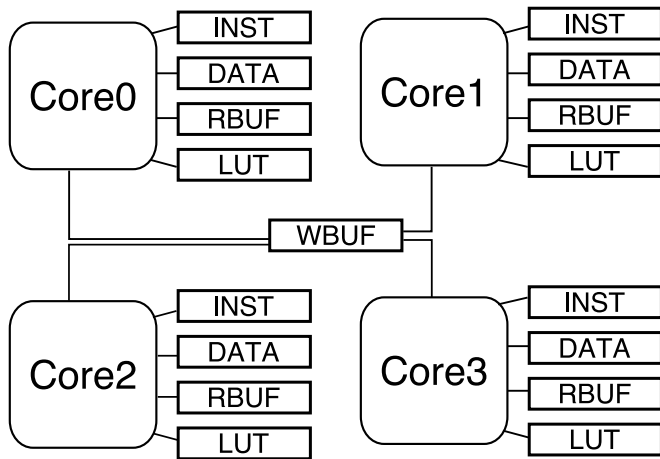 Core0
INST
DATA
RBUF
LUT
Core1
INST
DATA
RBUF
LUT
WBUF
Core2
INST
DATA
RBUF
LUT
Core3
INST
DATA
RBUF
LUT